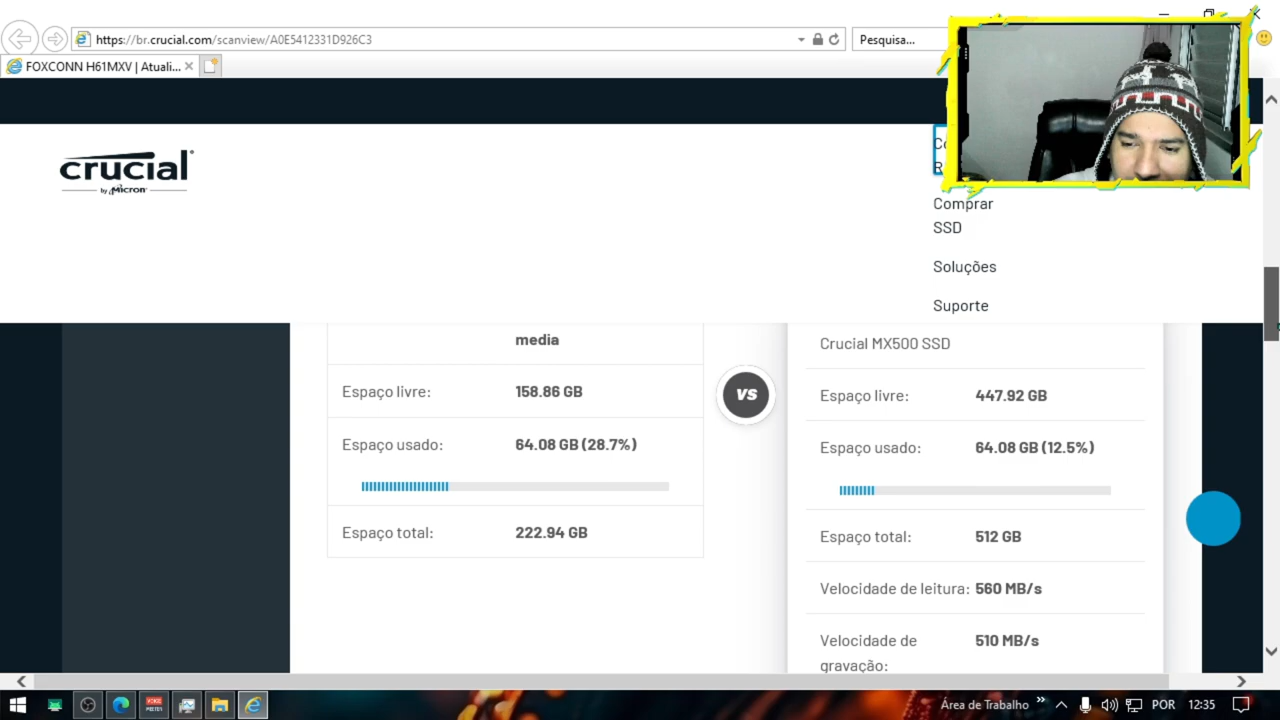 https://br.crucial.com/scanview/A0E5412331D926C3
Pesquisa...
FOXCONN H61MXV | Atuali...
crucial
by Micron
Comprar
SSD
Soluções
Suporte
media
Espaço livre: 158.86 GB
Espaço usado: 64.08 GB (28.7%)
Espaço total: 222.94 GB
VS
Crucial MX500 SSD
Espaço livre: 447.92 GB
Espaço usado: 64.08 GB (12.5%)
Espaço total: 512 GB
Velocidade de leitura: 560 MB/s
Velocidade de 510 MB/s
gravação:
Área de Trabalho
POR
12:35